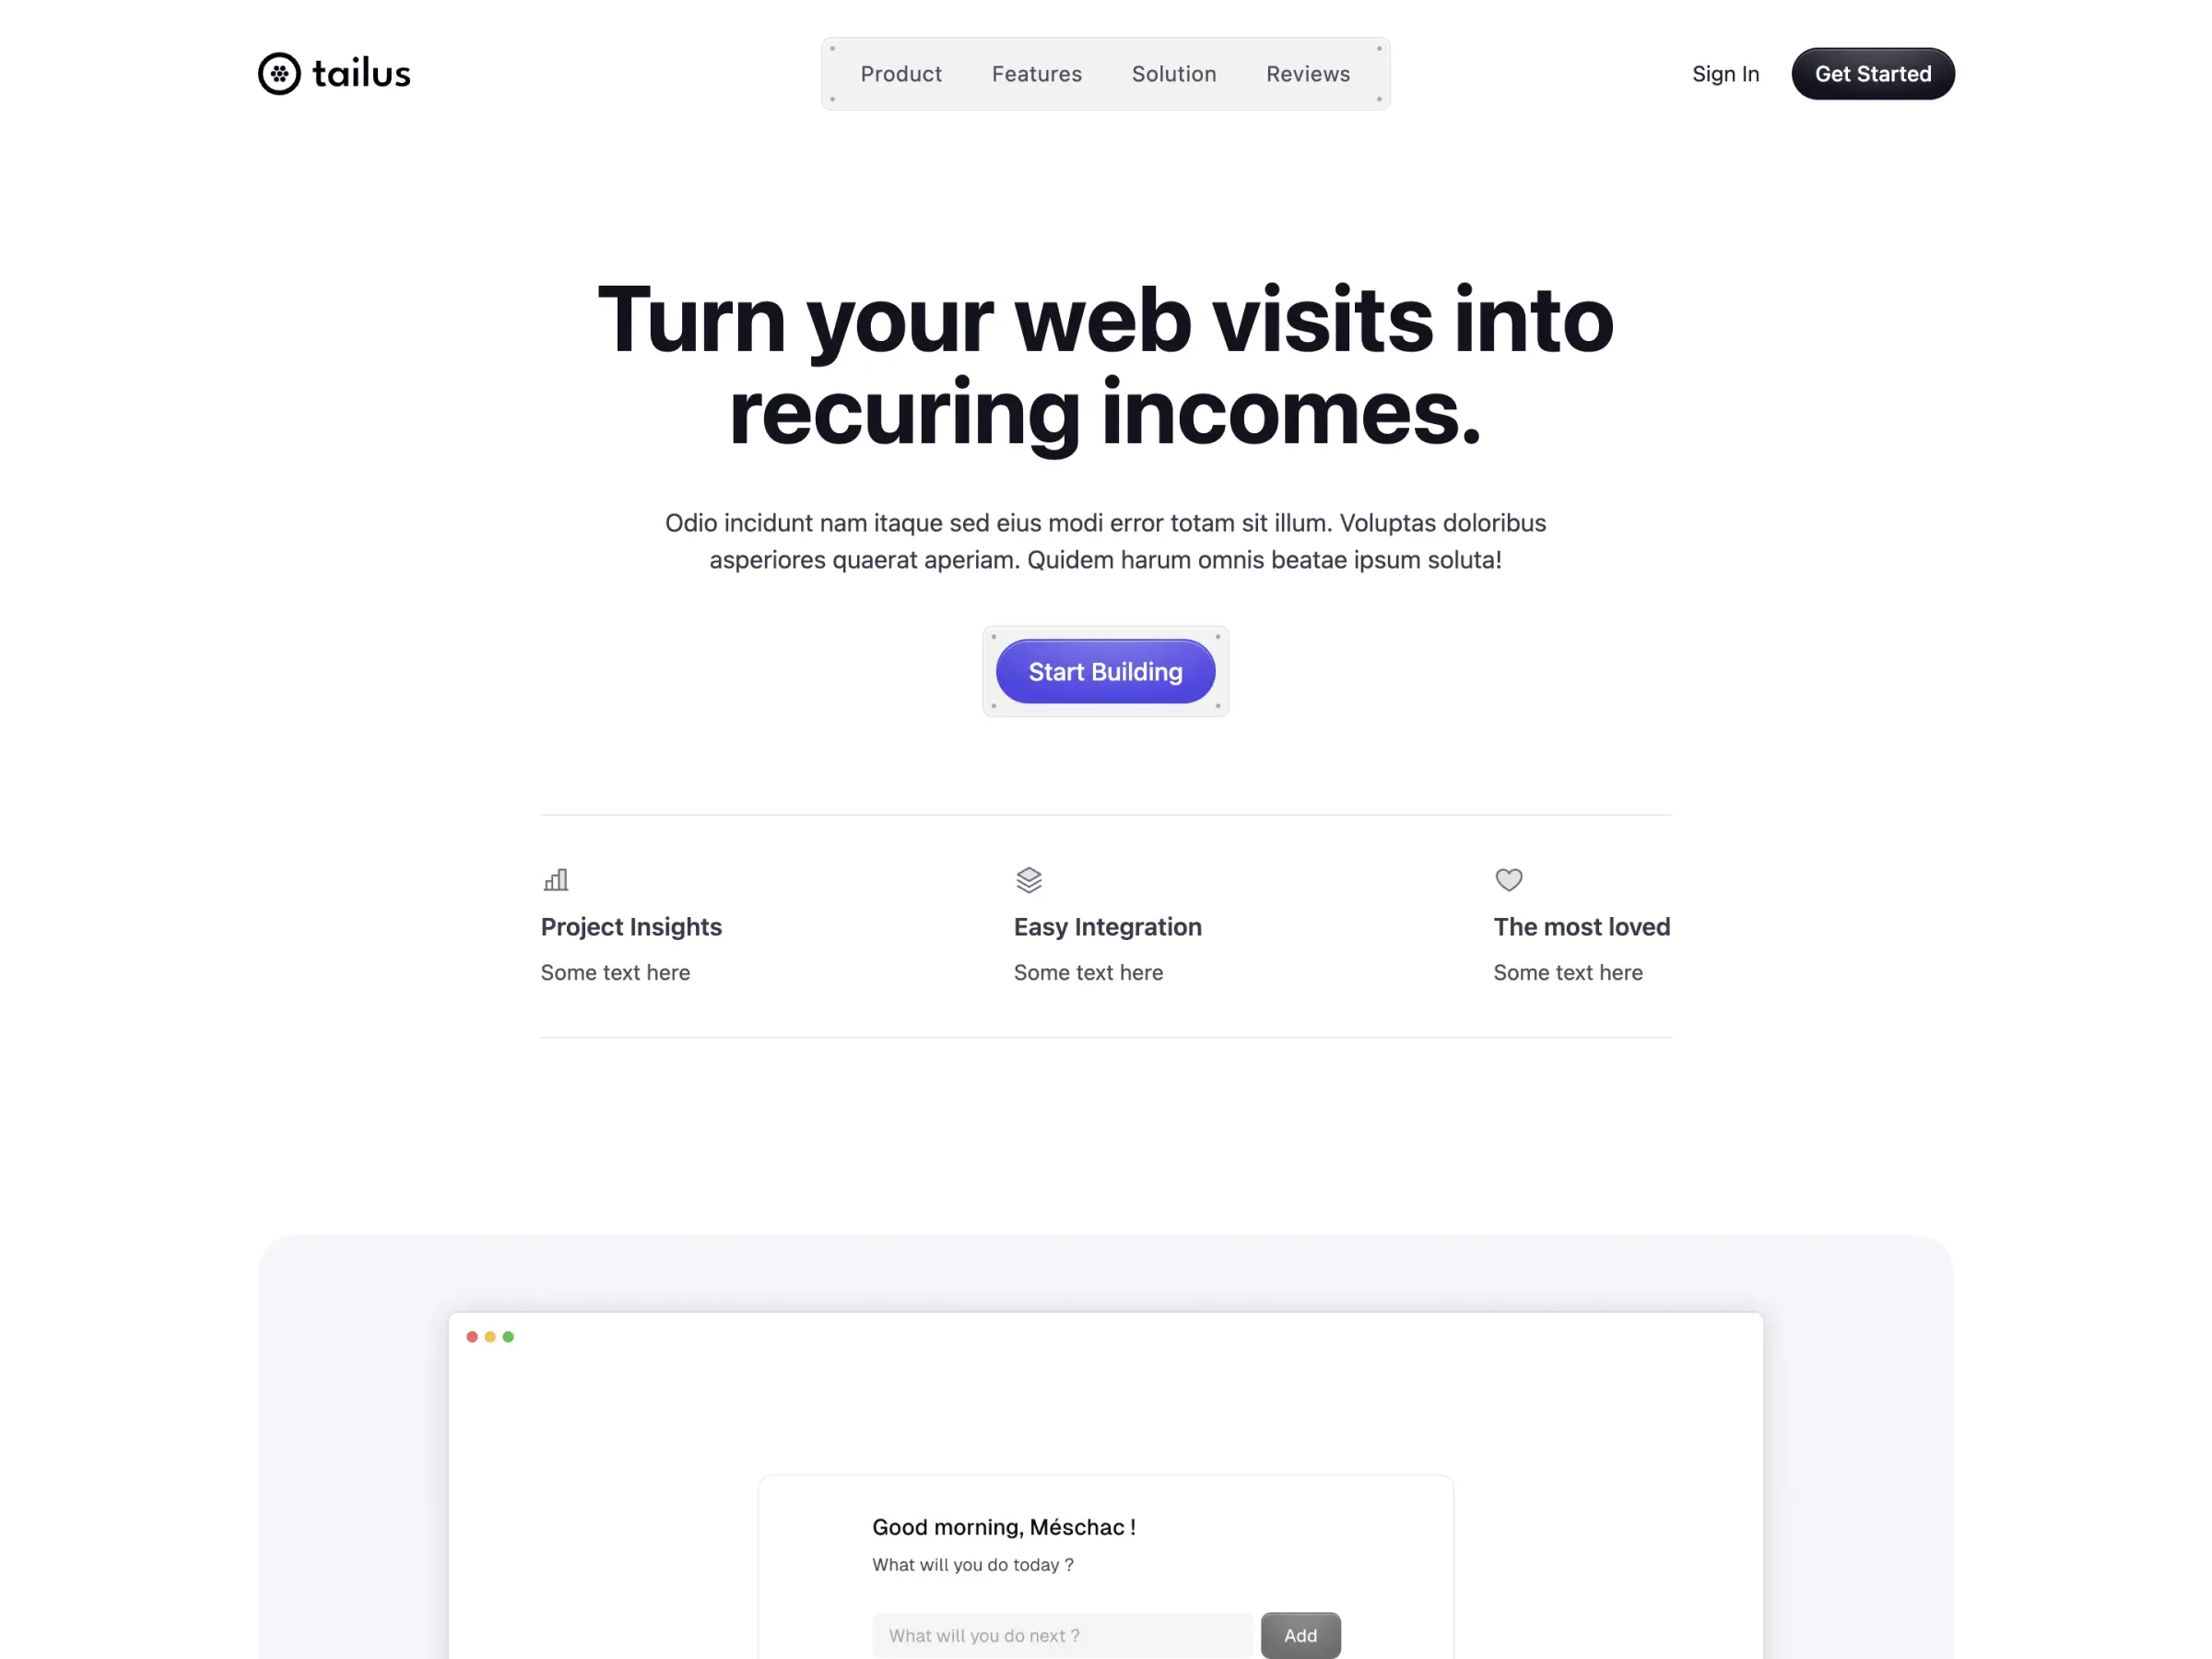 tailus
Product Features Solution Reviews
Sign In Get Started
Turn your web visits into
recuring incomes.
Odio incidunt nam itaque sed eius modi error totam sit illum. Voluptas doloribus
asperiores quaerat aperiam. Quidem harum omnis beatae ipsum soluta!
Start Building
Project Insights
Some text here
Easy Integration
Some text here
The most loved
Some text here
Good morning, Méschac !
What will you do today ?
What will you do next ? Add